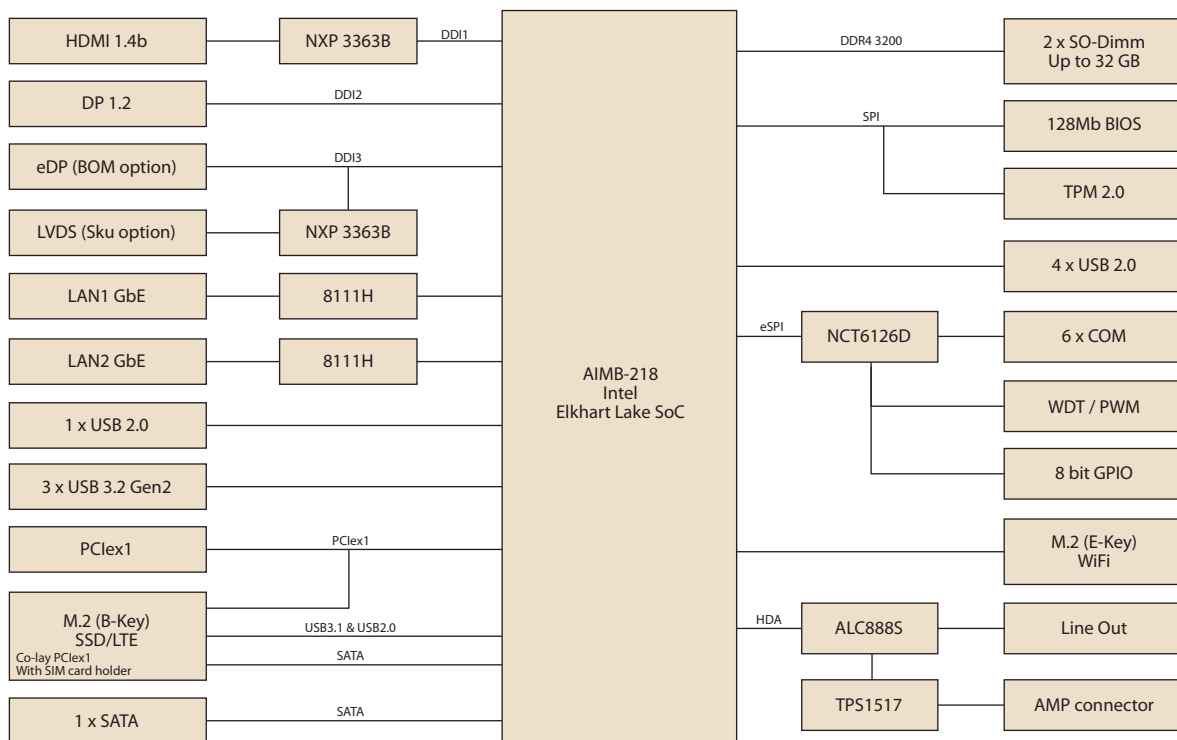 HDMI 1.4b
NXP 3363B
DDI1
DP 1.2
DDI2
eDP (BOM option)
DDI3
LVDS (Sku option)
NXP 3363B
LAN1 GbE
8111H
LAN2 GbE
8111H
1 x USB 2.0
3 x USB 3.2 Gen2
PCIex1
PCIex1
M.2 (B-Key)
SSD/LTE
Co-lay PCIex1
With SIM card holder
USB3.1 & USB2.0
SATA
1 x SATA
SATA
AIMB-218
Intel
Elkhart Lake SoC
DDR4 3200
2 x SO-Dimm
Up to 32 GB
SPI
128Mb BIOS
TPM 2.0
4 x USB 2.0
eSPI
NCT6126D
6 x COM
WDT / PWM
8 bit GPIO
M.2 (E-Key)
WiFi
HDA
ALC888S
Line Out
TPS1517
AMP connector